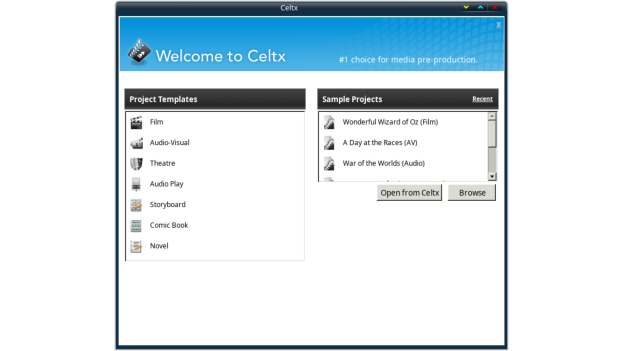 Celtx
Welcome to Celtx
#1 choice for media pre-production.
Project Templates
Film
Audio-Visual
Theatre
Audio Play
Storyboard
Comic Book
Novel
Sample Projects
Recent
Wonderful Wizard of Oz (Film)
A Day at the Races (AV)
War of the Worlds (Audio)
Open from Celtx
Browse